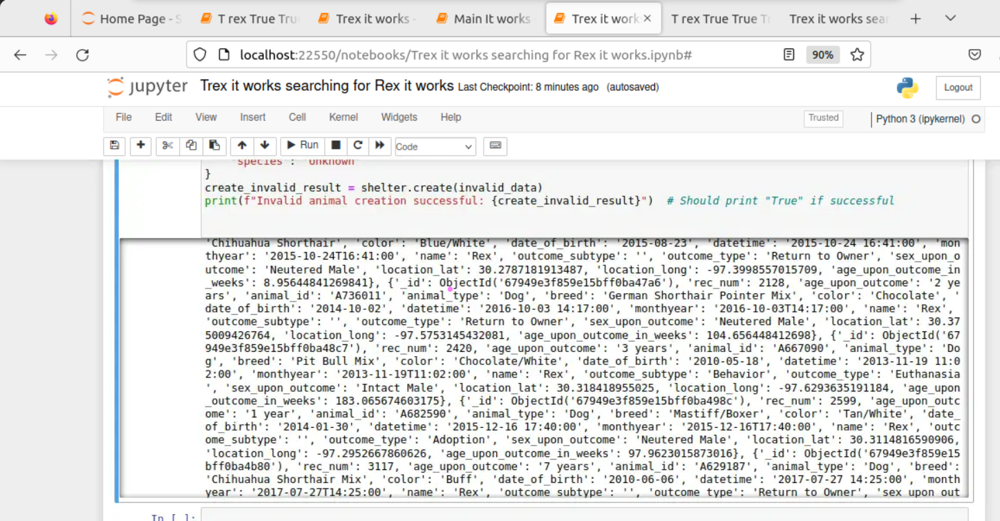 Home Page - S
T rex True Tru
Trex it works -
Main It works
Trex it work
T rex True True T
Trex it works sear
localhost:22550/notebooks/Trex it works searching for Rex it works.ipynb#
90%
jupyter Trex it works searching for Rex it works Last Checkpoint: 8 minutes ago (autosaved)
Logout
File Edit View Insert Cell Kernel Widgets Help
Trusted
Python 3 (ipykernel)
Run
Code
'species': 'Unknown'
}
create_invalid_result = shelter.create(invalid_data)
print(f"Invalid animal creation successful: {create_invalid_result}")  # Should print "True" if successful
'Chihuahua Shorthair', 'color': 'Blue/White', 'date_of_birth': '2015-08-23', 'datetime': '2015-10-24 16:41:00', 'mon
thyear': '2015-10-24T16:41:00', 'name': 'Rex', 'outcome_subtype': '', 'outcome_type': 'Return to Owner', 'sex_upon_o
utcome': 'Neutered Male', 'location_lat': 30.2787181913487, 'location_long': -97.3998557015709, 'age_upon_outcome_in
_weeks': 8.95644841269841}, {'_id': ObjectId('67949e3f859e15bff0ba47a6'), 'rec_num': 2128, 'age_upon_outcome': '2 ye
ars', 'animal_id': 'A736011', 'animal_type': 'Dog', 'breed': 'German Shorthair Pointer Mix', 'color': 'Chocolate', '
date_of_birth': '2014-10-02', 'datetime': '2016-10-03 14:17:00', 'monthyear': '2016-10-03T14:17:00', 'name': 'Rex',
'outcome_subtype': '', 'outcome_type': 'Return to Owner', 'sex_upon_outcome': 'Neutered Male', 'location_lat': 30.37
5009426764, 'location_long': -97.5753145432081, 'age_upon_outcome_in_weeks': 104.656448412698}, {'_id': ObjectId('67
949e3f859e15bff0ba48c7'), 'rec_num': 2420, 'age_upon_outcome': '3 years', 'animal_id': 'A667090', 'animal_type': 'Do
g', 'breed': 'Pit Bull Mix', 'color': 'Chocolate/White', 'date_of_birth': '2010-05-18', 'datetime': '2013-11-19 11:0
2:00', 'monthyear': '2013-11-19T11:02:00', 'name': 'Rex', 'outcome_subtype': 'Behavior', 'outcome_type': 'Euthanasia
', 'sex_upon_outcome': 'Intact Male', 'location_lat': 30.318418955025, 'location_long': -97.6293635191184, 'age_upon
_outcome_in_weeks': 183.065674603175}, {'_id': ObjectId('67949e3f859e15bff0ba498c'), 'rec_num': 2599, 'age_upon_outc
ome': '1 year', 'animal_id': 'A682590', 'animal_type': 'Dog', 'breed': 'Mastiff/Boxer', 'color': 'Tan/White', 'date_
of_birth': '2014-01-30', 'datetime': '2015-12-16 17:40:00', 'monthyear': '2015-12-16T17:40:00', 'name': 'Rex', 'outc
ome_subtype': '', 'outcome_type': 'Adoption', 'sex_upon_outcome': 'Neutered Male', 'location_lat': 30.3114816590906,
'location_long': -97.2952667860626, 'age_upon_outcome_in_weeks': 97.9623015873016}, {'_id': ObjectId('67949e3f859e15
bff0ba4b80'), 'rec_num': 3117, 'age_upon_outcome': '7 years', 'animal_id': 'A629187', 'animal_type': 'Dog', 'breed':
'Chihuahua Shorthair Mix', 'color': 'Buff', 'date_of_birth': '2010-06-06', 'datetime': '2017-07-27 14:25:00', 'month
year': '2017-07-27T14:25:00', 'name': 'Rex', 'outcome_subtype': '', 'outcome_type': 'Return to Owner', 'sex_upon_out
In [ ]: